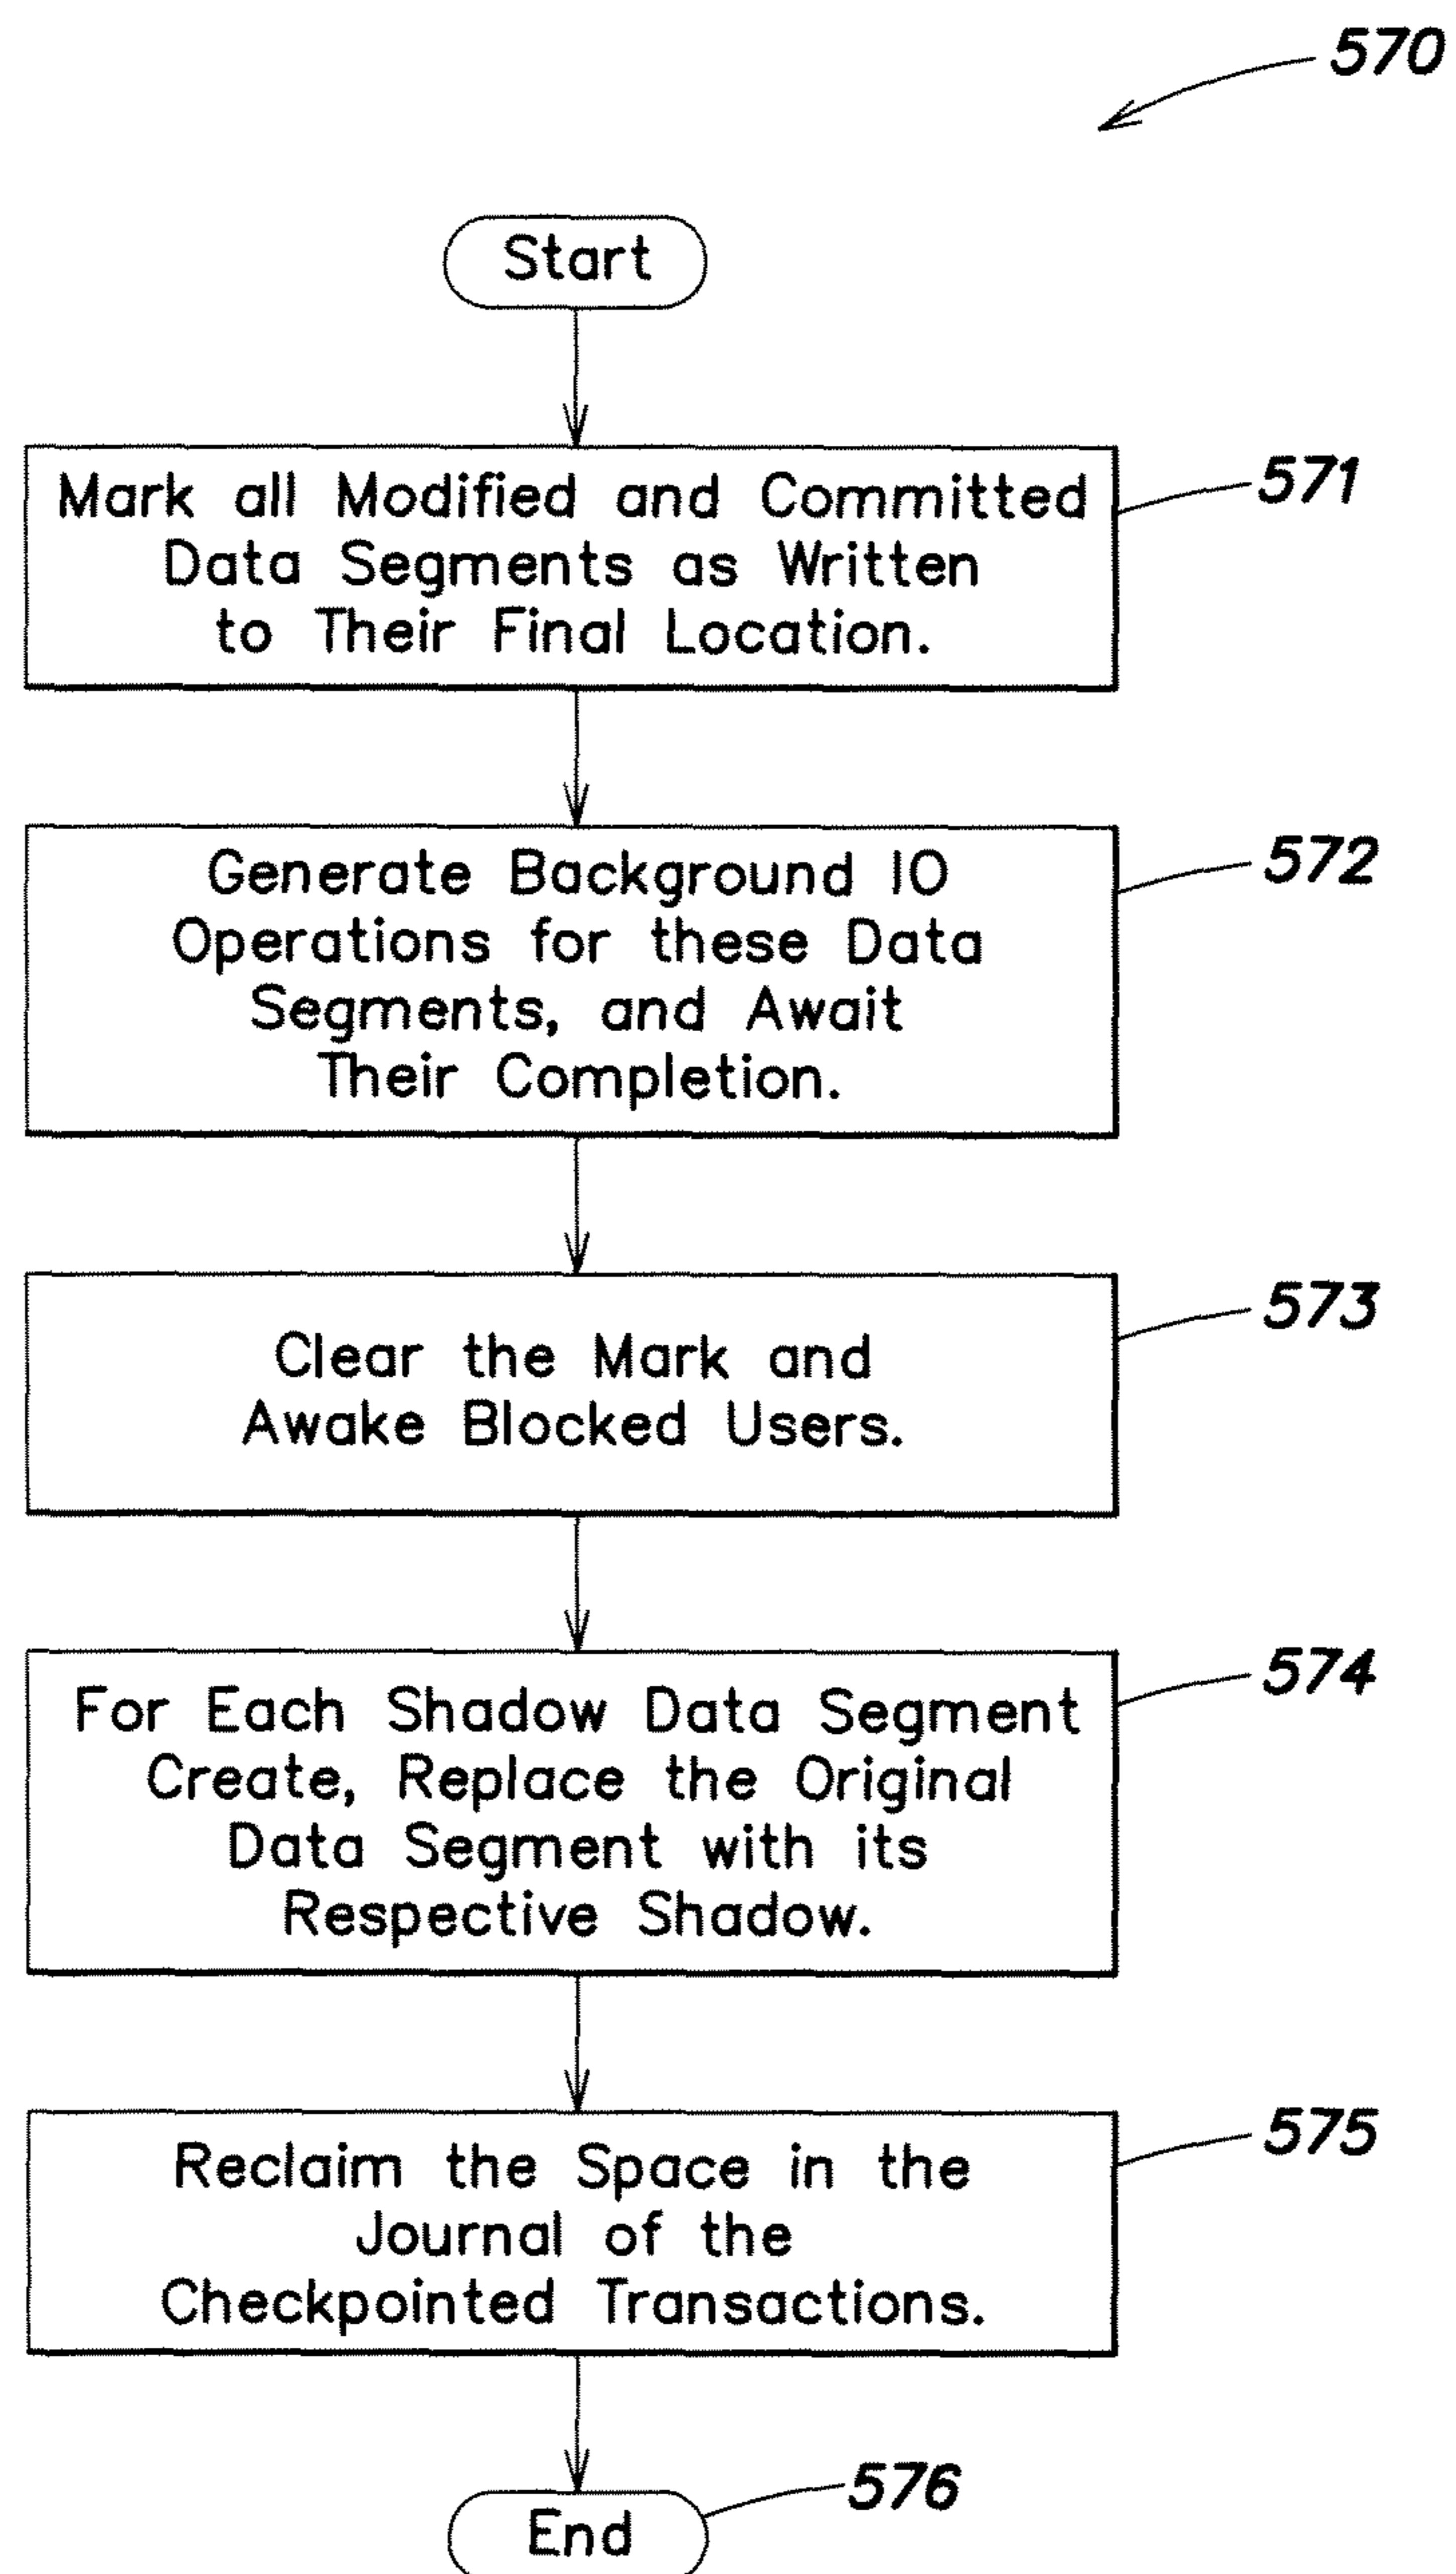 570
Start
Mark all Modified and Committed
Data Segments as Written
to Their Final Location.
571
Generate Background IO
Operations for these Data
Segments, and Await
Their Completion.
572
Clear the Mark and
Awake Blocked Users.
573
For Each Shadow Data Segment
Create, Replace the Original
Data Segment with its
Respective Shadow.
574
Reclaim the Space in the
Journal of the
Checkpointed Transactions.
575
End
576